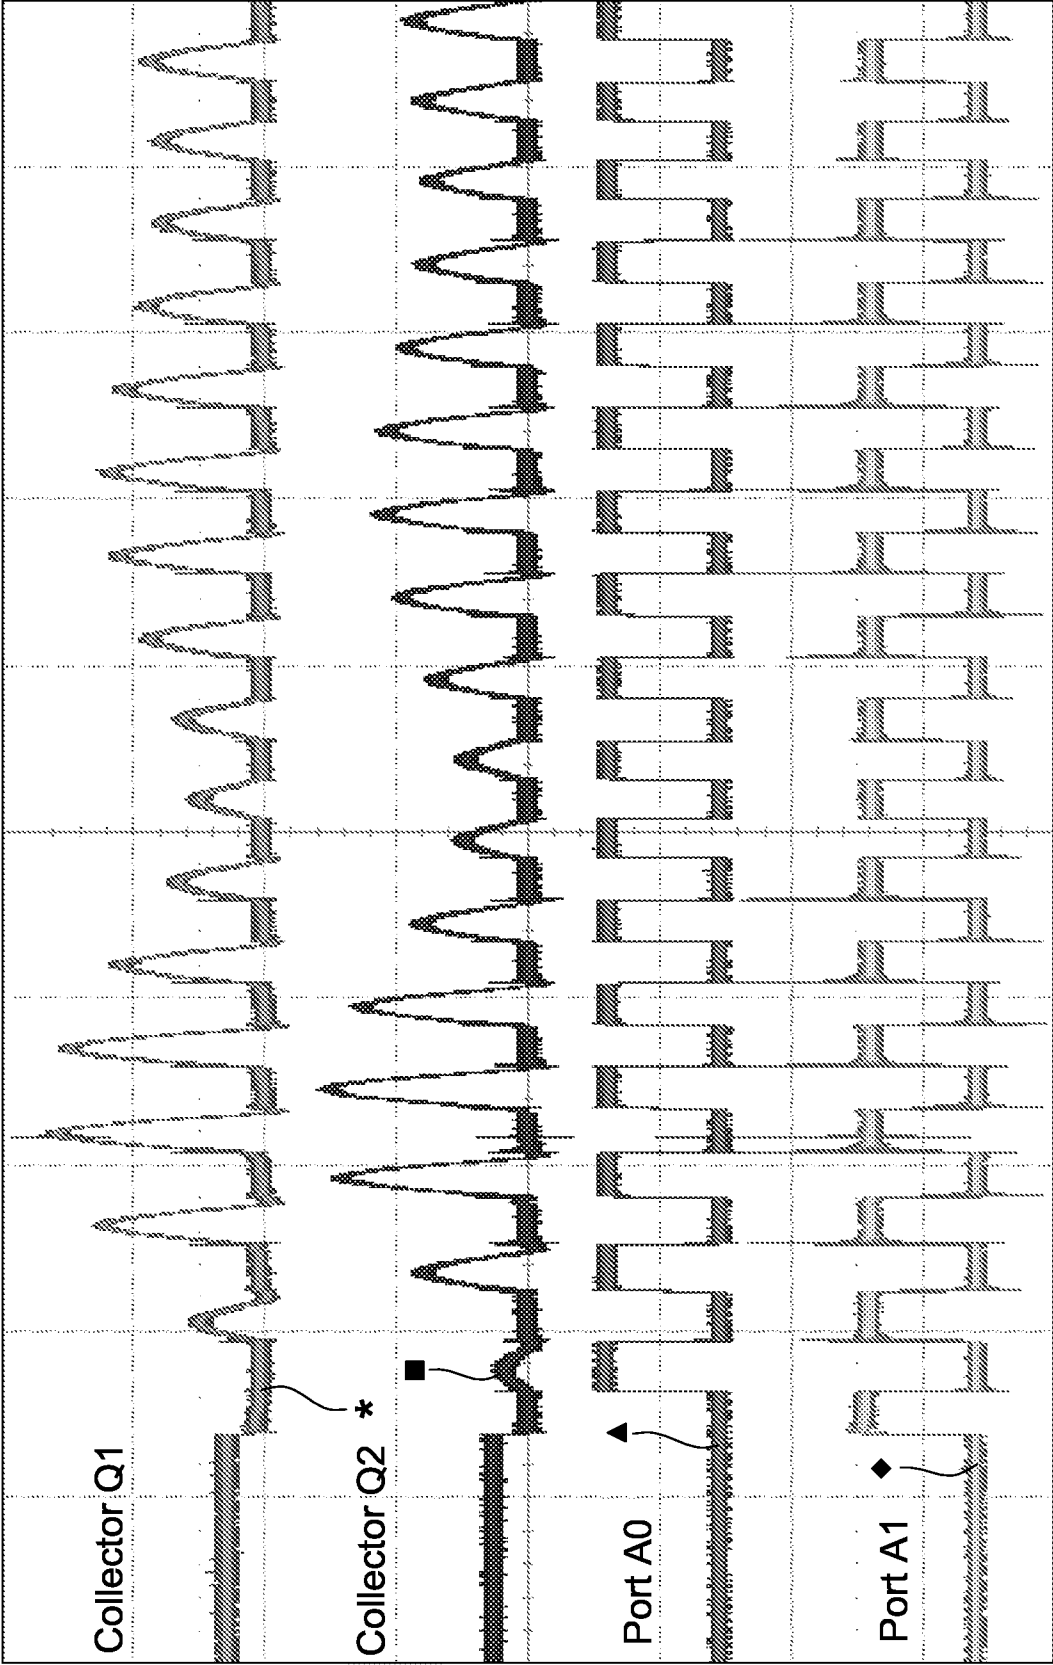 Collector Q1
*
Collector Q2
■
Port A0
▲
Port A1
◆